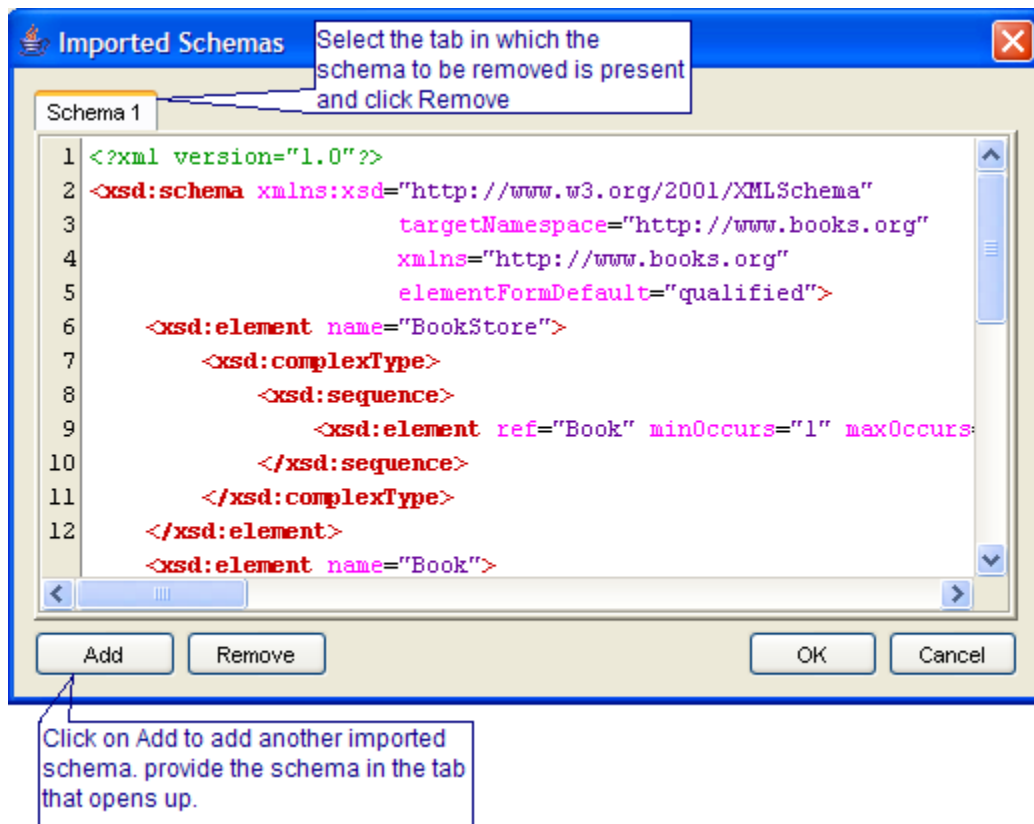 Imported Schemas
Select the tab in which the
schema to be removed is present
and click Remove
Schema 1
1 <?xml version="1.0"?>
2 <xsd:schema xmlns:xsd="http://www.w3.org/2001/XMLSchema"
3 targetNamespace="http://www.books.org"
4 xmlns="http://www.books.org"
5 elementFormDefault="qualified">
6 <xsd:element name="BookStore">
7 <xsd:complexType>
8 <xsd:sequence>
9 <xsd:element ref="Book" minOccurs="1" maxOccurs=
10 </xsd:sequence>
11 </xsd:complexType>
12 </xsd:element>
<xsd:element name="Book">
Add Remove OK Cancel
Click on Add to add another imported
schema. provide the schema in the tab
that opens up.